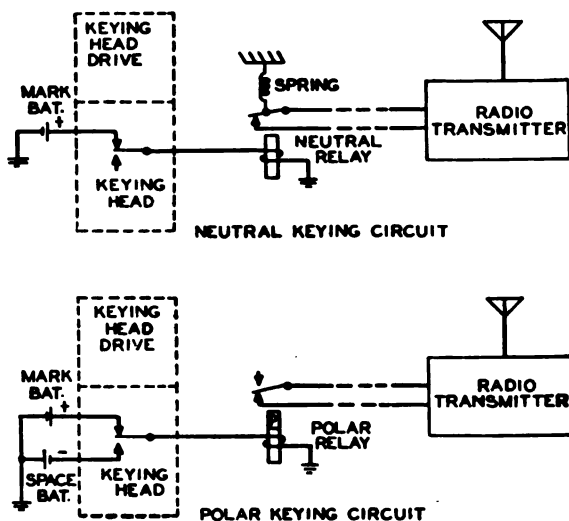 KEYING
HEAD
DRIVE
MARK
BAT.
+
SPRING
RADIO
TRANSMITTER
NEUTRAL
RELAY
KEYING
HEAD
NEUTRAL KEYING CIRCUIT
KEYING
HEAD
DRIVE
MARK
BAT.
+
RADIO
TRANSMITTER
POLAR
RELAY
-
KEYING
HEAD
SPACE
BAT.
POLAR KEYING CIRCUIT